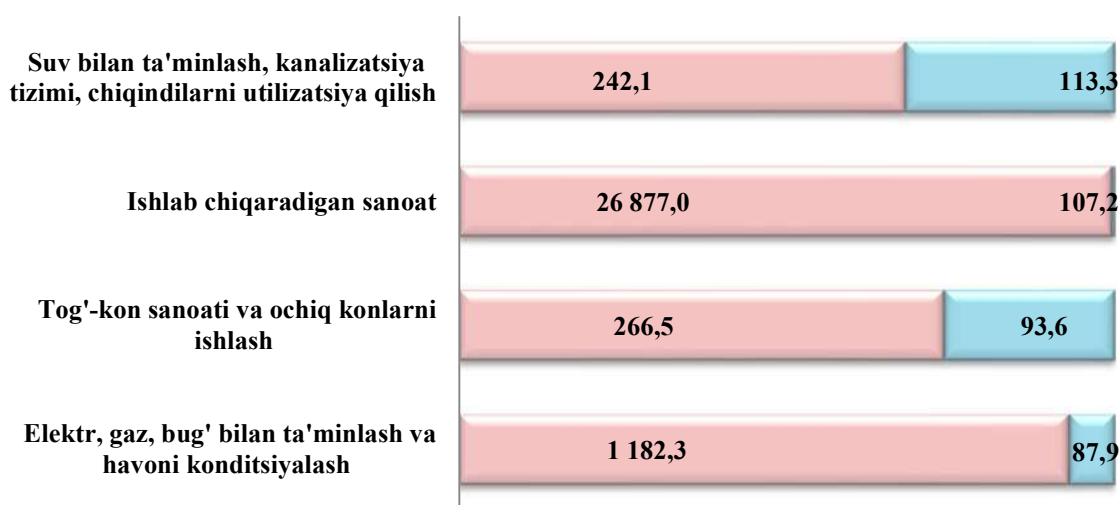 Suv bilan ta'minlash, kanalizatsiya
tizimi, chiqindilarni utilizatsiya qilish
242,1
113,3
Ishlab chiqaradigan sanoat
26 877,0
107,2
Tog'-kon sanoati va ochiq konlarni
ishlash
266,5
93,6
Elektr, gaz, bug' bilan ta'minlash va
havoni konditsiyalash
1 182,3
87,9